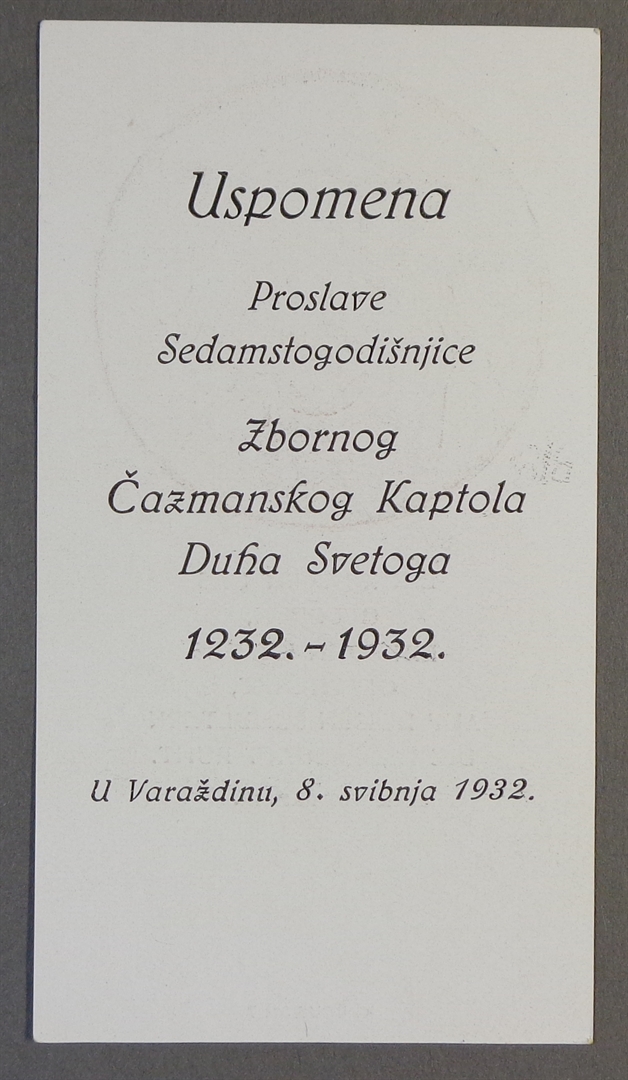 Uspomena
Proslave
Sedamstogodišnjice
Zbornog
Čazmanskog Kaptola
Duha Svetoga
1232. - 1932.
U Varaždinu, 8. svibnja 1932.